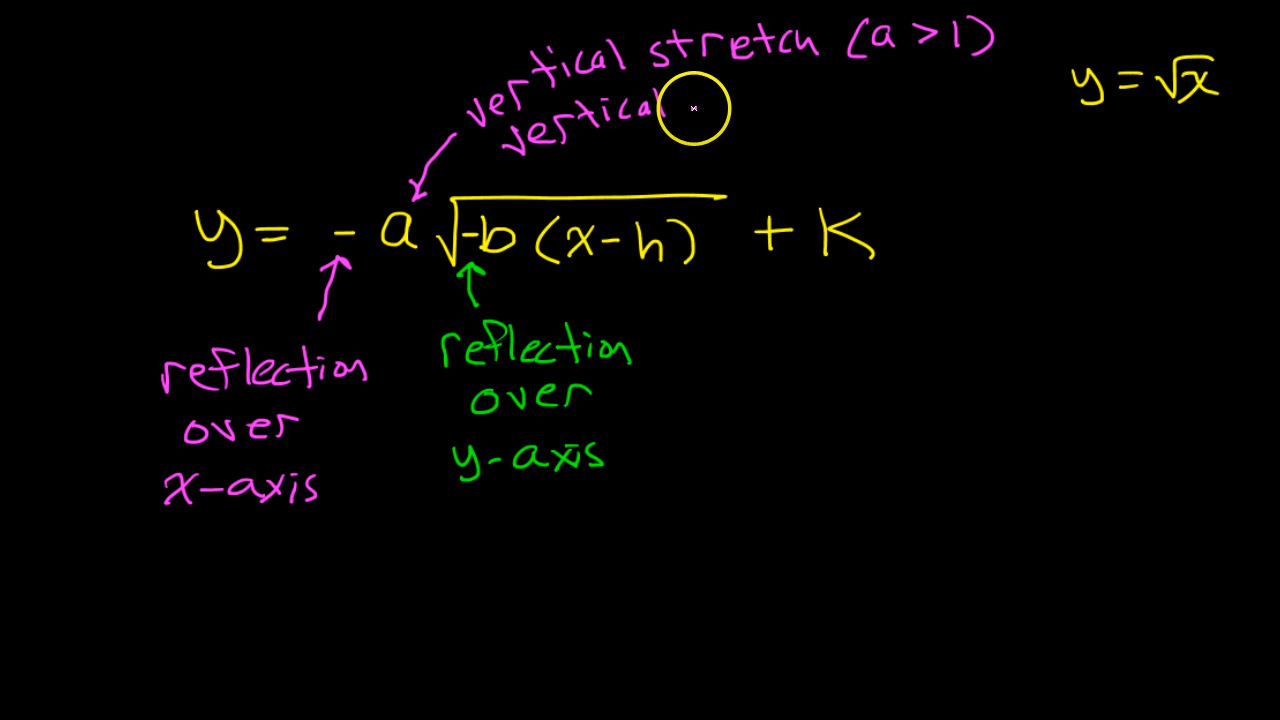 vertical stretch (a > 1)
y = √x
vertical
y = - a √-b (x - h) + K
reflection
over
x-axis
reflection
over
y-axis